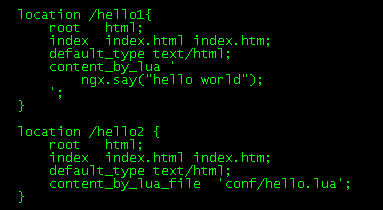 location /hello1{
root html;
index index.html index.htm;
default_type text/html;
content_by_lua '
ngx.say("hello world");
';
}
location /hello2 {
root html;
index index.html index.htm;
default_type text/html;
content_by_lua_file 'conf/hello.lua';
}